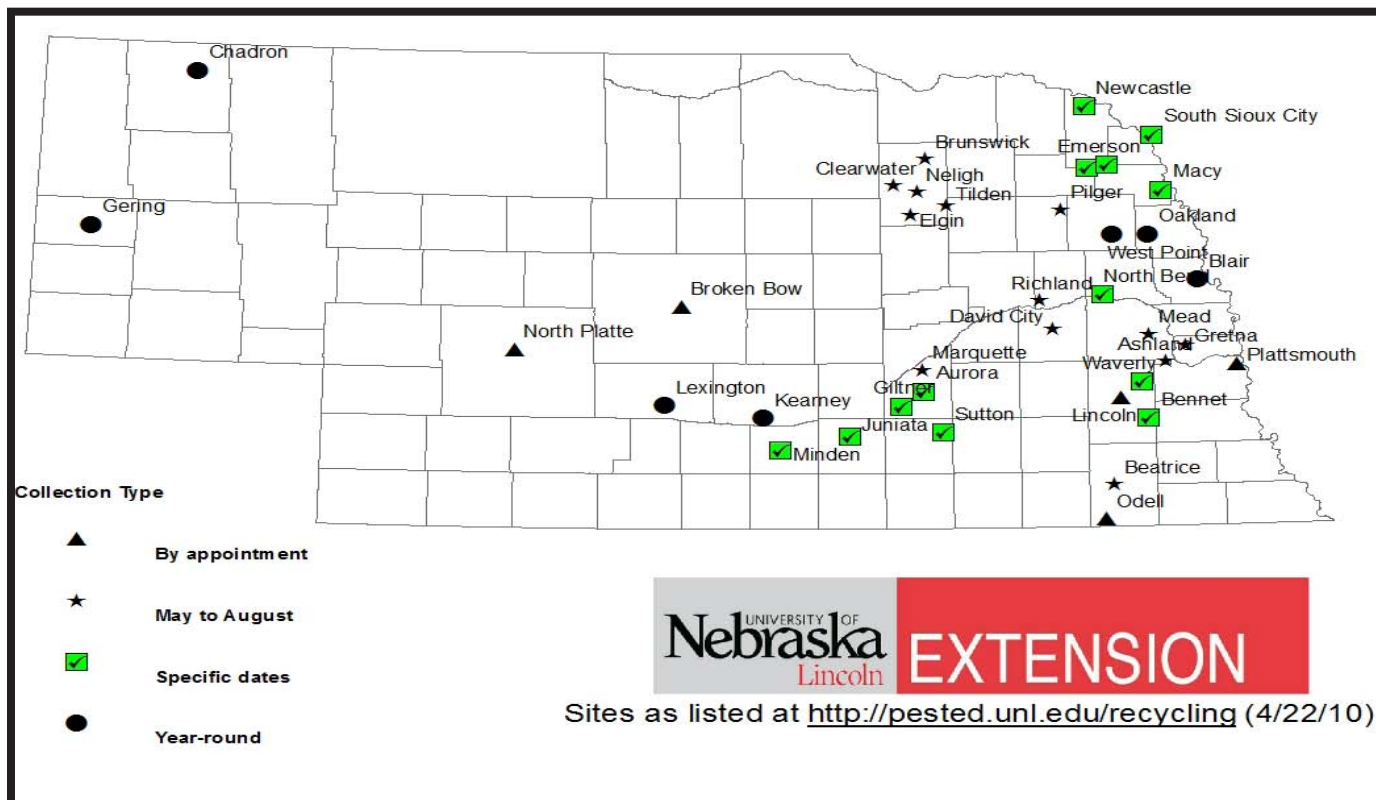 Chadron
Newcastle
South Sioux City
Brunswick
Emerson
Clearwater
Neligh
Macy
Tilden
Pilger
Gering
Elgin
Oakland
West Point
Blair
Broken Bow
Richland
North Bend
North Platte
David City
Mead
Gretna
Ashland
Marquette
Plattsmouth
Waverly
Aurora
Lexington
Giltner
Kearney
Bennet
Sutton
Lincoln
Juniata
Minden
Beatrice
Odell
Collection Type
By appointment
May to August
Specific dates
Year-round
UNIVERSITY OF
Nebraska
Lincoln
EXTENSION
Sites as listed at http://pested.unl.edu/recycling (4/22/10)